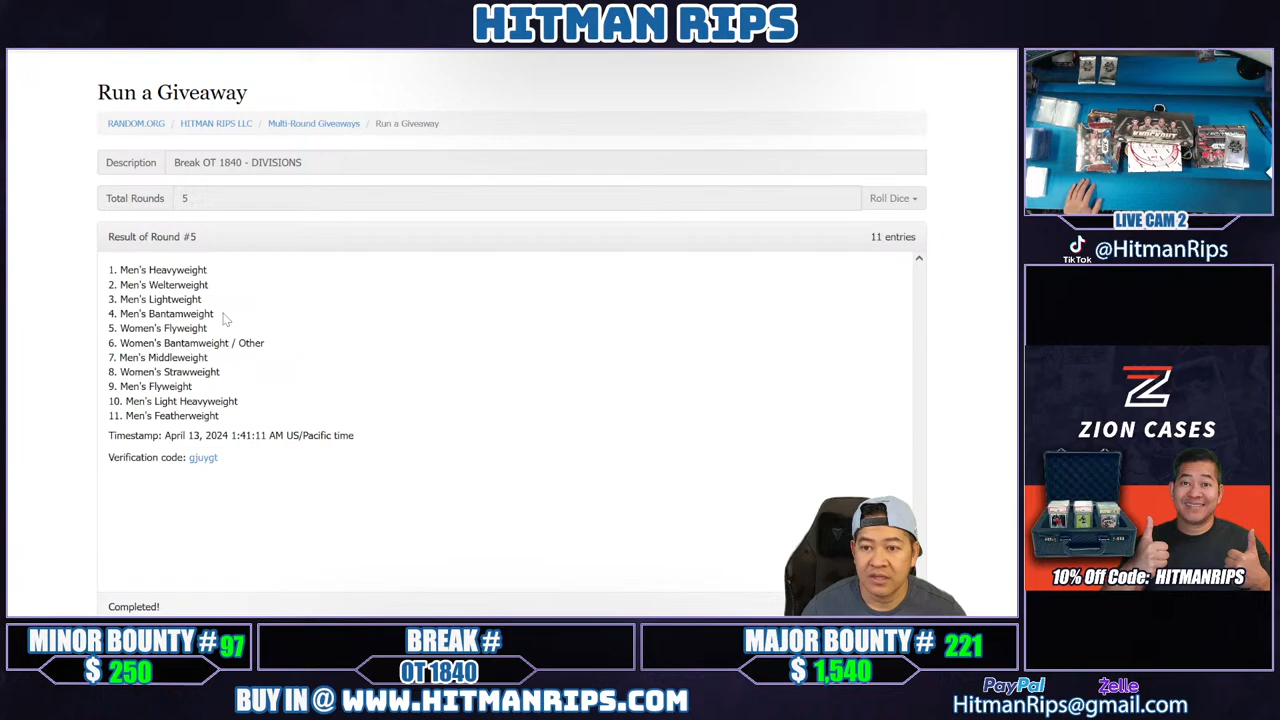 HITMAN RIPS
Run a Giveaway
RANDOM.ORG / HITMAN RIPS LLC / Multi-Round Giveaways / Run a Giveaway
Description Break OT 1840 - DIVISIONS
Total Rounds 5 Roll Dice
Result of Round #5 11 entries
1. Men's Heavyweight
2. Men's Welterweight
3. Men's Lightweight
4. Men's Bantamweight
5. Women's Flyweight
6. Women's Bantamweight / Other
7. Men's Middleweight
8. Women's Strawweight
9. Men's Flyweight
10. Men's Light Heavyweight
11. Men's Featherweight
Timestamp: April 13, 2024 1:41:11 AM US/Pacific time
Verification code: gjuygt
Completed!
KNOCKOUT
LIVE CAM 2
TikTok @HitmanRips
Z
ZION CASES
10% Off Code: HITMANRIPS
MINOR BOUNTY # 97
$ 250
BREAK #
OT 1840
MAJOR BOUNTY # 221
$ 1,540
BUY IN @ WWW.HITMANRIPS.COM
PayPal Zelle
HitmanRips@gmail.com